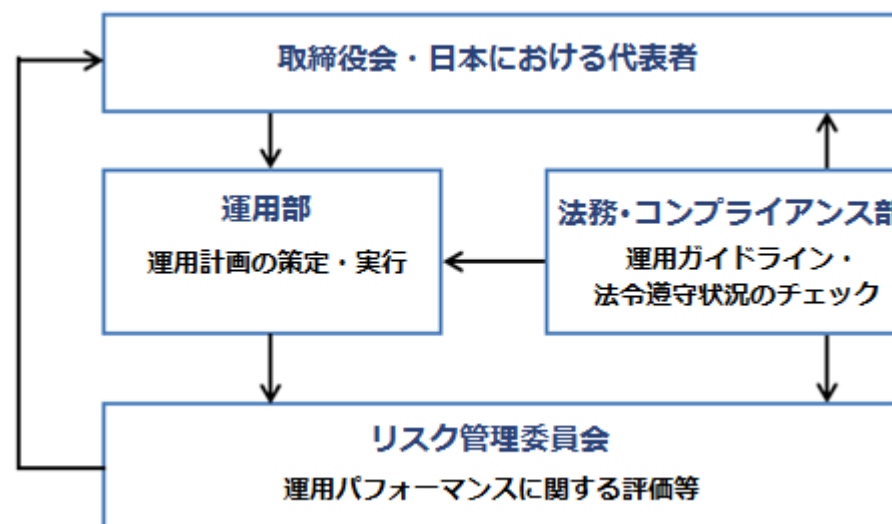 取締役会・日本における代表者
運用部
運用計画の策定・実行
法務・コンプライアンス部
運用ガイドライン・
法令遵守状況のチェック
リスク管理委員会
運用パフォーマンスに関する評価等